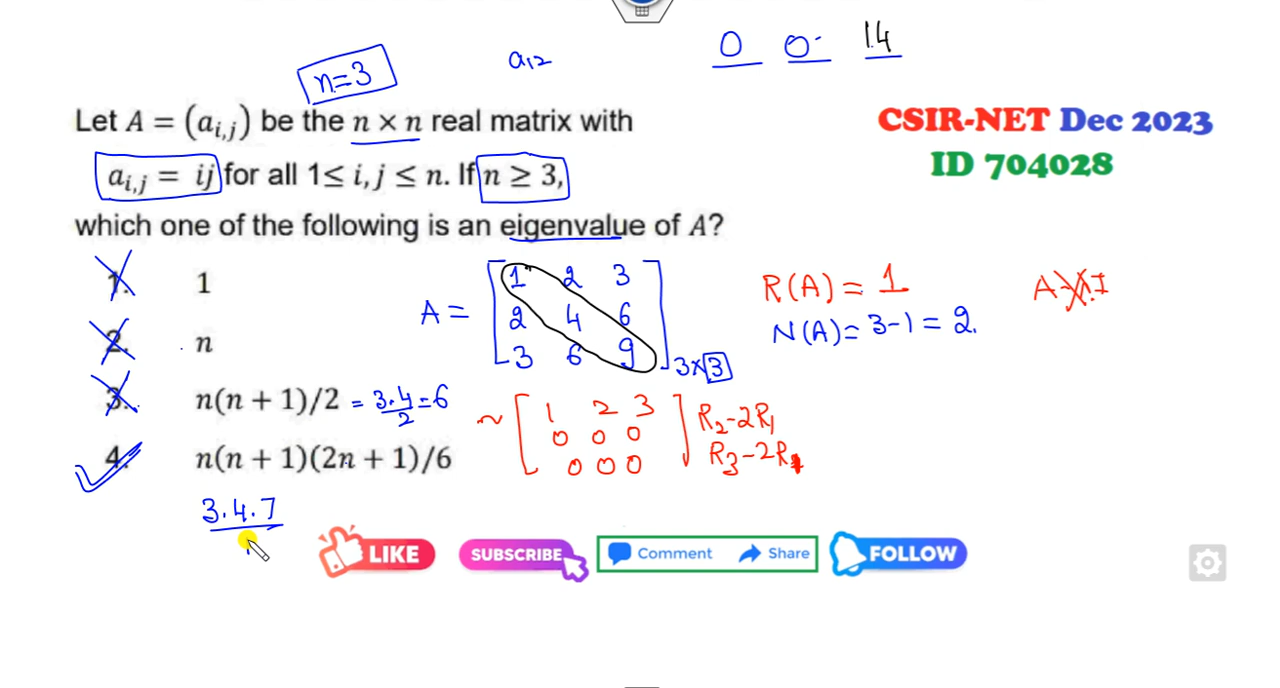 n=3
a₁₂
0 0 14
Let A = (aᵢ,ⱼ) be the n × n real matrix with
aᵢ,ⱼ = ij for all 1≤ i, j ≤ n. If n ≥ 3,
which one of the following is an eigenvalue of A?
CSIR-NET Dec 2023
ID 704028
1. 1
2. n
3. n(n + 1)/2 = 3.4/2 = 6
4. n(n + 1)(2n + 1)/6
3.4.7
A = [ 1 2 3
2 4 6
3 6 9 ] 3×3
R(A) = 1
N(A) = 3-1 = 2.
A-λI
~ [ 1 2 3
0 0 0
0 0 0 ]
R₂-2R₁
R₃-2R₁
LIKE
SUBSCRIBE
Comment
Share
FOLLOW